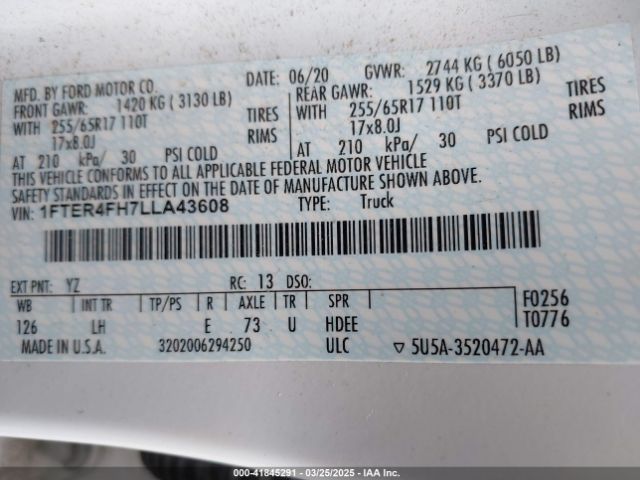 MFD. BY FORD MOTOR CO.
DATE: 06/20 GVWR: 2744 KG ( 6050 LB)
FRONT GAWR: 1420 KG ( 3130 LB)
WITH 255/65R17 110T TIRES
17x8.0J RIMS
AT 210 kPa/ 30 PSI COLD
REAR GAWR: 1529 KG ( 3370 LB)
WITH 255/65R17 110T TIRES
17x8.0J RIMS
AT 210 kPa/ 30 PSI COLD
THIS VEHICLE CONFORMS TO ALL APPLICABLE FEDERAL MOTOR VEHICLE
SAFETY STANDARDS IN EFFECT ON THE DATE OF MANUFACTURE SHOWN ABOVE.
VIN: 1FTER4FH7LLA43608 TYPE: Truck
EXT PNT: YZ RC: 13 DSO:
WB INT TR TP/PS R AXLE TR SPR F0256
126 LH E 73 U HDEE T0776
MADE IN U.S.A. 3202006294250 ULC ▽ 5U5A-3520472-AA
000-41845291 - 03/25/2025 - IAA Inc.